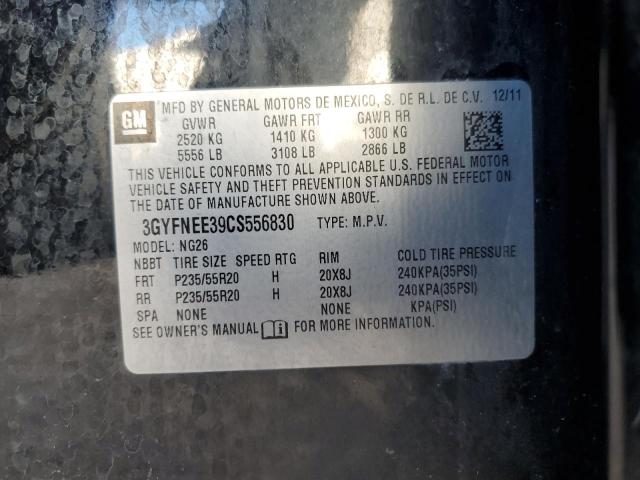 GM
MFD BY GENERAL MOTORS DE MEXICO, S. DE R.L. DE C.V. 12/11
GVWR GAWR FRT GAWR RR
2520 KG 1410 KG 1300 KG
5556 LB 3108 LB 2866 LB
THIS VEHICLE CONFORMS TO ALL APPLICABLE U.S. FEDERAL MOTOR
VEHICLE SAFETY AND THEFT PREVENTION STANDARDS IN EFFECT ON
THE DATE OF MANUFACTURE SHOWN ABOVE.
3GYFNEE39CS556830 TYPE: M.P.V.
MODEL: NG26
NBBT TIRE SIZE SPEED RTG RIM COLD TIRE PRESSURE
FRT P235/55R20 H 20X8J 240KPA(35PSI)
RR P235/55R20 H 20X8J 240KPA(35PSI)
SPA NONE NONE KPA(PSI)
SEE OWNER'S MANUAL FOR MORE INFORMATION.